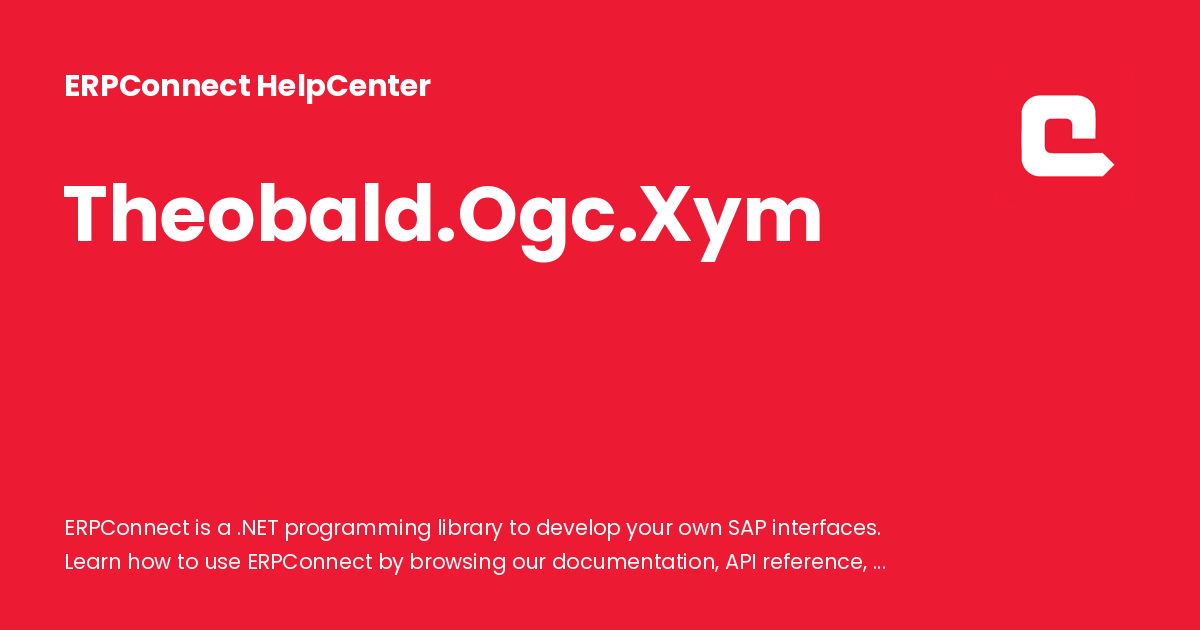 ERPConnect HelpCenter
Theobald.Ogc.Xym
ERPConnect is a .NET programming library to develop your own SAP interfaces.
Learn how to use ERPConnect by browsing our documentation, API reference, ...